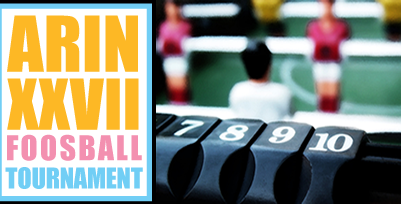 ARIN
XXVII
FOOSBALL
TOURNAMENT
7 8 9 10